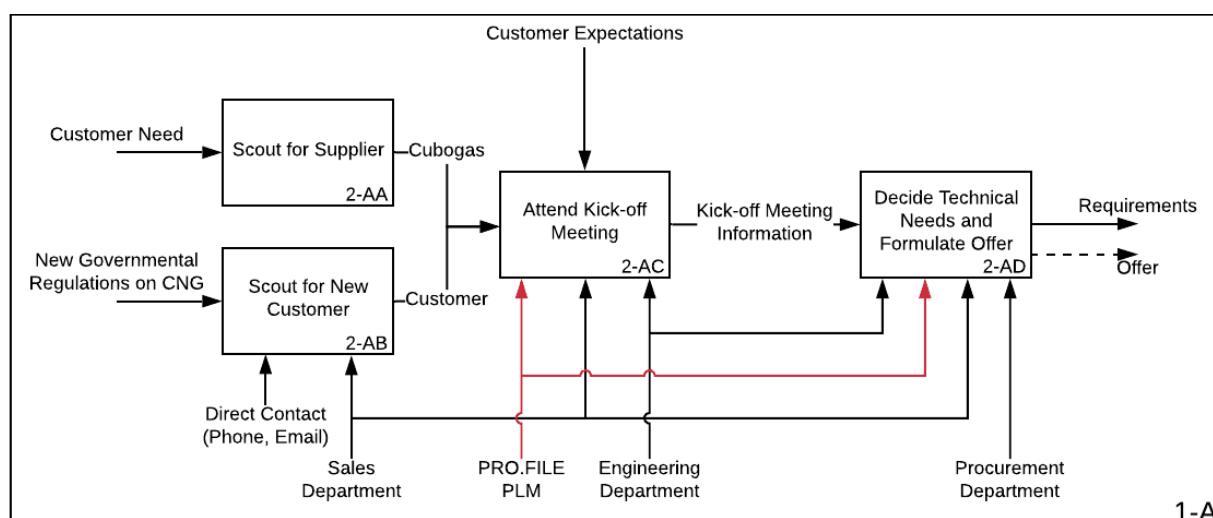 Customer Expectations
Customer Need
Scout for Supplier
2-AA
Cubogas
Attend Kick-off
Meeting
2-AC
Kick-off Meeting
Information
Decide Technical
Needs and
Formulate Offer
2-AD
Requirements
Offer
New Governmental
Regulations on CNG
Scout for New
Customer
2-AB
Customer
Direct Contact
(Phone, Email)
Sales
Department
PRO.FILE
PLM
Engineering
Department
Procurement
Department
1-A